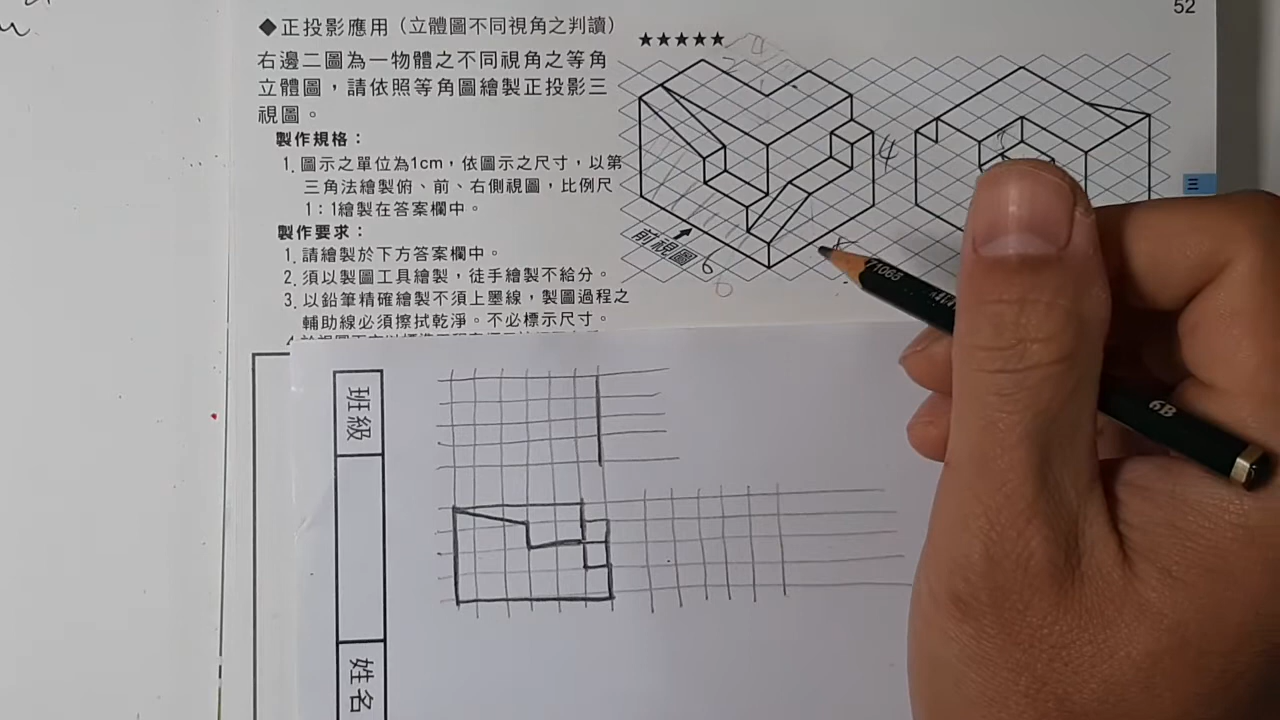 52
◆正投影應用（立體圖不同視角之判讀）
★★★★★
右邊二圖為一物體之不同視角之等角
立體圖，請依照等角圖繪製正投影三
視圖。
製作規格：
1. 圖示之單位為1cm，依圖示之尺寸，以第
三角法繪製俯、前、右側視圖，比例尺
1：1繪製在答案欄中。
製作要求：
1. 請繪製於下方答案欄中。
2. 須以製圖工具繪製，徒手繪製不給分。
3. 以鉛筆精確繪製不須上墨線，製圖過程之
輔助線必須擦拭乾淨。不必標示尺寸。
前視圖
6
4
三
71065
6B
班級
姓名